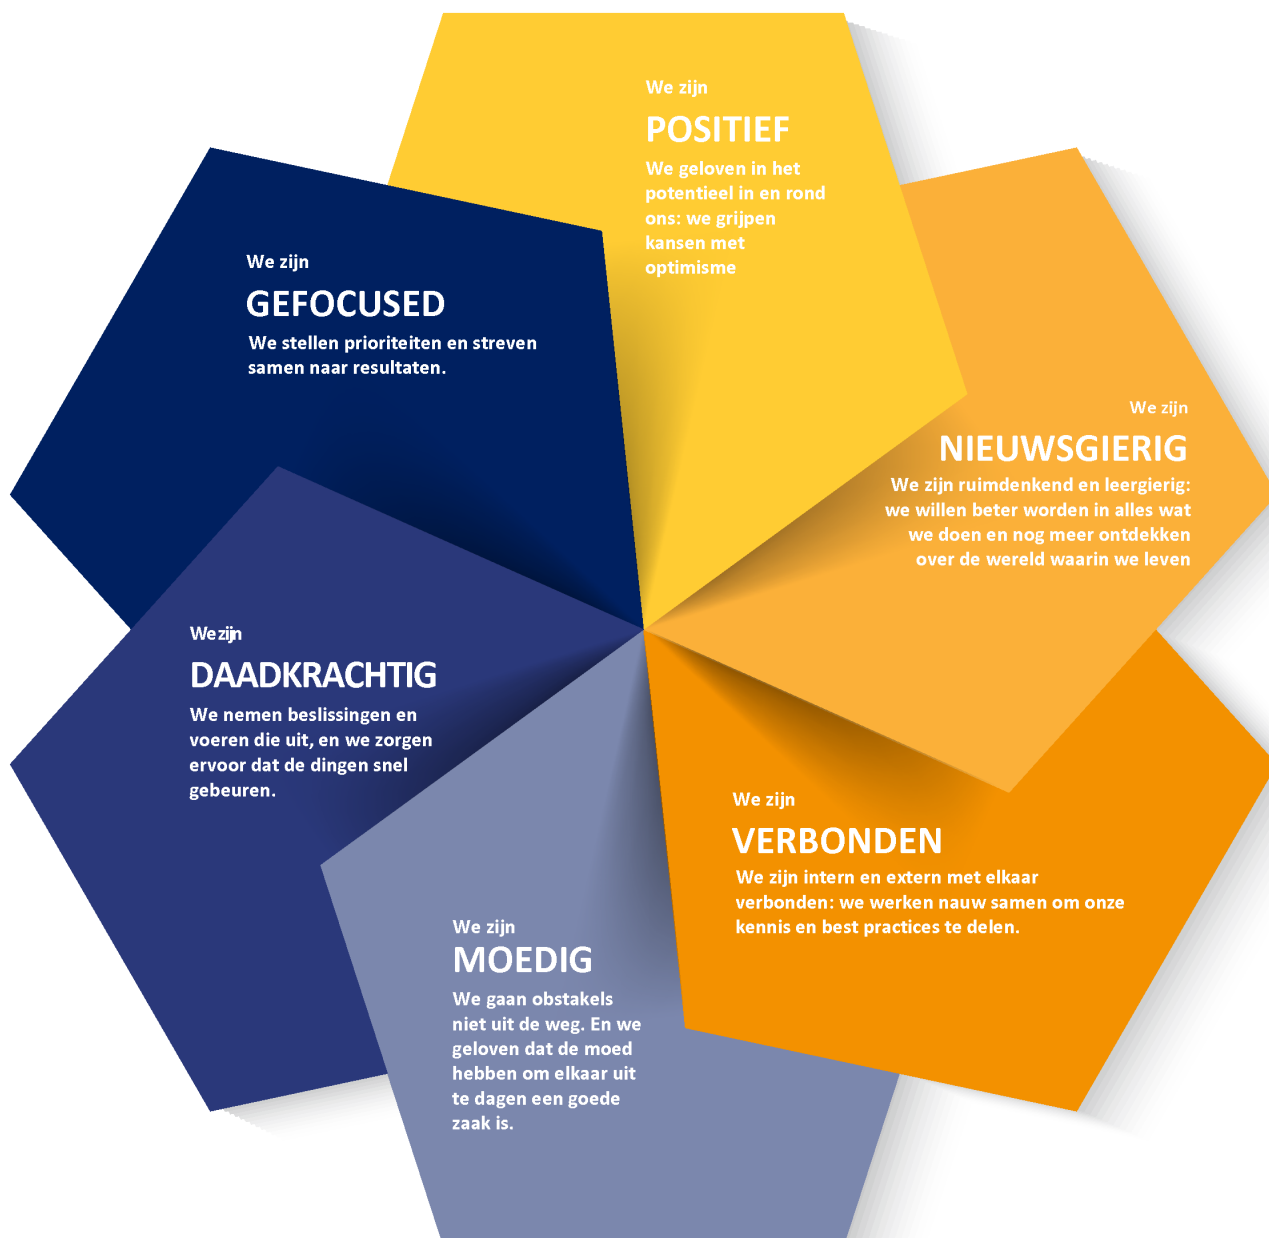 We zijn
POSITIEF
We geloven in het
potentieel in en rond
ons: we grijpen
kansen met
optimisme
We zijn
NIEUWSGIERIG
We zijn ruimdenkend en leergierig:
we willen beter worden in alles wat
we doen en nog meer ontdekken
over de wereld waarin we leven
We zijn
VERBONDEN
We zijn intern en extern met elkaar
verbonden: we werken nauw samen om onze
kennis en best practices te delen.
We zijn
MOEDIG
We gaan obstakels
niet uit de weg. En we
geloven dat de moed
hebben om elkaar uit
te dagen een goede
zaak is.
We zijn
DAADKRACHTIG
We nemen beslissingen en
voeren die uit, en we zorgen
ervoor dat de dingen snel
gebeuren.
We zijn
GEFOCUSED
We stellen prioriteiten en streven
samen naar resultaten.